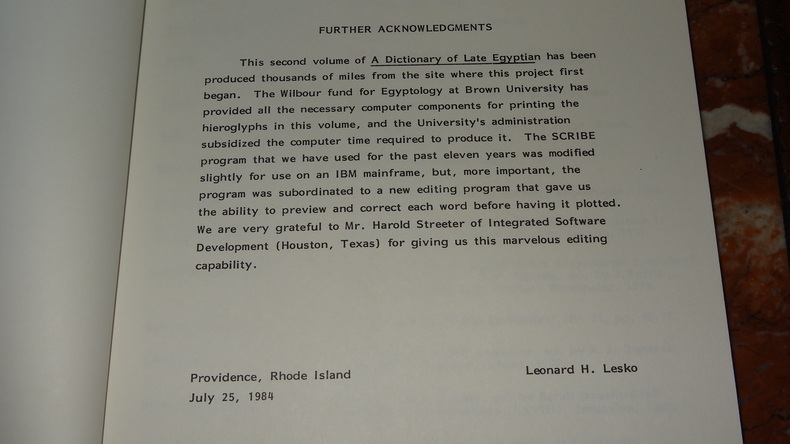 FURTHER ACKNOWLEDGMENTS
This second volume of A Dictionary of Late Egyptian has been
produced thousands of miles from the site where this project first
began. The Wilbour fund for Egyptology at Brown University has
provided all the necessary computer components for printing the
hieroglyphs in this volume, and the University's administration
subsidized the computer time required to produce it. The SCRIBE
program that we have used for the past eleven years was modified
slightly for use on an IBM mainframe, but, more important, the
program was subordinated to a new editing program that gave us
the ability to preview and correct each word before having it plotted.
We are very grateful to Mr. Harold Streeter of Integrated Software
Development (Houston, Texas) for giving us this marvelous editing
capability.
Providence, Rhode Island
July 25, 1984
Leonard H. Lesko